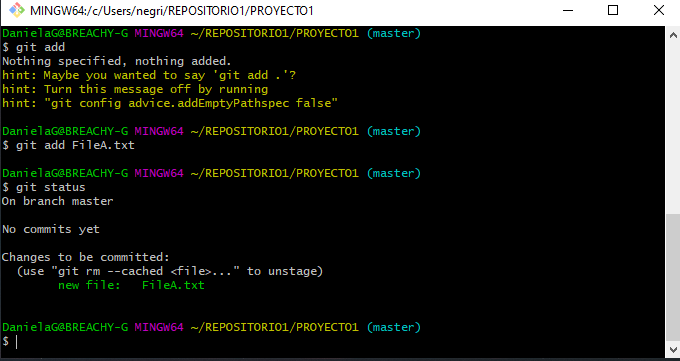 MINGW64:/c/Users/negri/REPOSITORIO1/PROYECTO1
DanielaG@BREACHY-G MINGW64 ~/REPOSITORIO1/PROYECTO1 (master)
$ git add
Nothing specified, nothing added.
hint: Maybe you wanted to say 'git add .'?
hint: Turn this message off by running
hint: "git config advice.addEmptyPathspec false"
DanielaG@BREACHY-G MINGW64 ~/REPOSITORIO1/PROYECTO1 (master)
$ git add FileA.txt
DanielaG@BREACHY-G MINGW64 ~/REPOSITORIO1/PROYECTO1 (master)
$ git status
On branch master
No commits yet
Changes to be committed:
(use "git rm --cached <file>..." to unstage)
new file:   FileA.txt
DanielaG@BREACHY-G MINGW64 ~/REPOSITORIO1/PROYECTO1 (master)
$